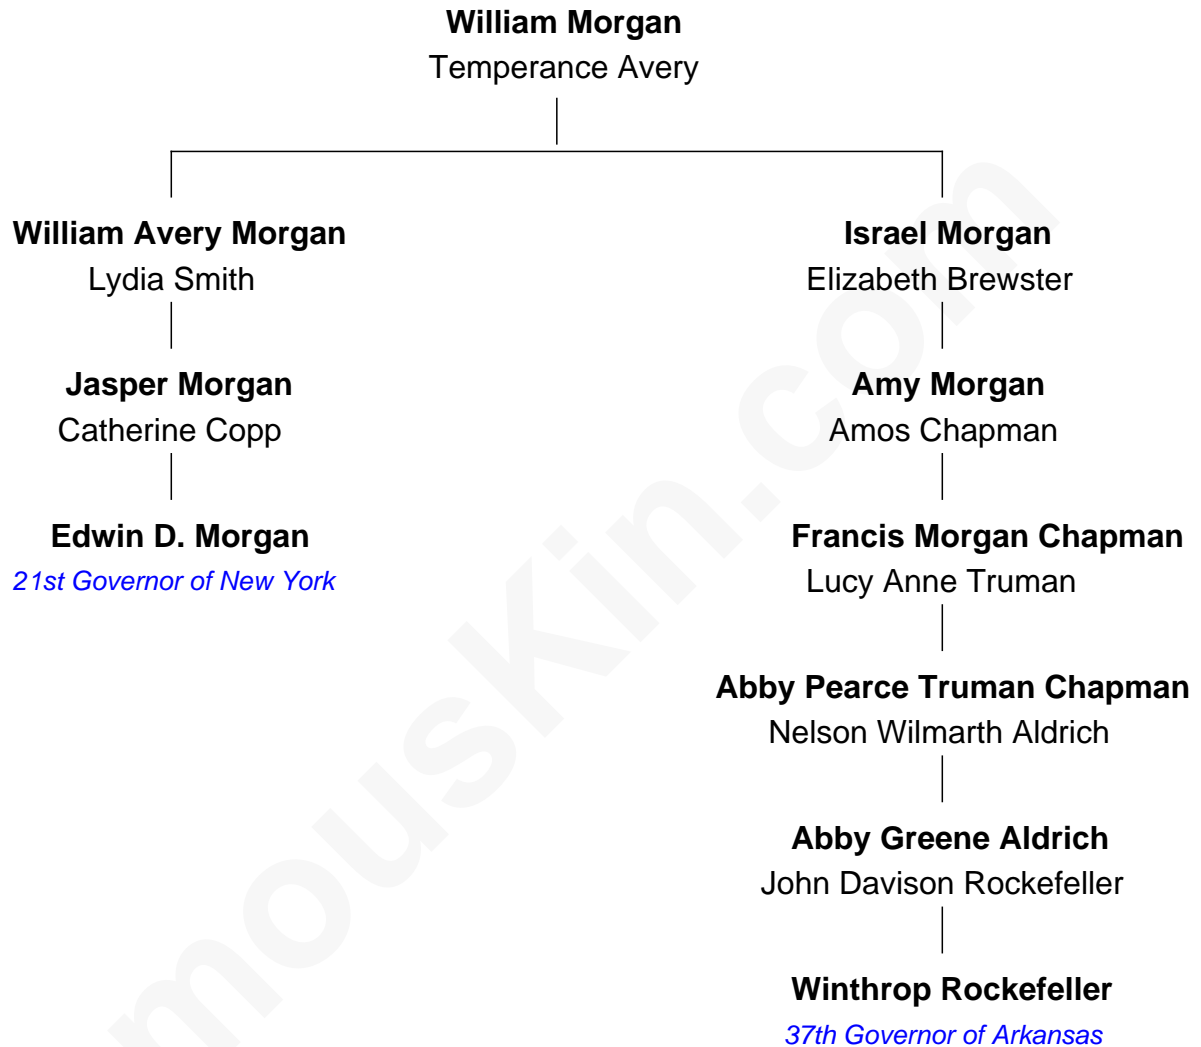 William Morgan
Temperance Avery
William Avery Morgan
Lydia Smith
Jasper Morgan
Catherine Copp
Edwin D. Morgan
21st Governor of New York
Israel Morgan
Elizabeth Brewster
Amy Morgan
Amos Chapman
Francis Morgan Chapman
Lucy Anne Truman
Abby Pearce Truman Chapman
Nelson Wilmarth Aldrich
Abby Greene Aldrich
John Davison Rockefeller
Winthrop Rockefeller
37th Governor of Arkansas
mouskin.com